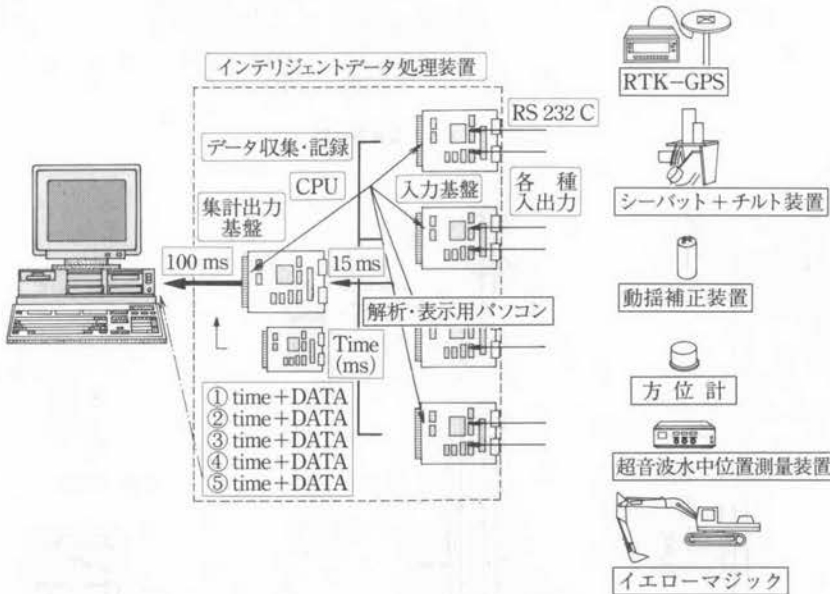 インテリジェントデータ処理装置
RTK-GPS
RS 232 C
データ収集・記録
CPU
入力基盤
各種
入出力
集計出力
基盤
シーバット+チルト装置
100 ms
15 ms
解析・表示用パソコン
動揺補正装置
Time
(ms)
方位計
① time+DATA
② time+DATA
③ time+DATA
④ time+DATA
⑤ time+DATA
超音波水中位置測量装置
イエローマジック